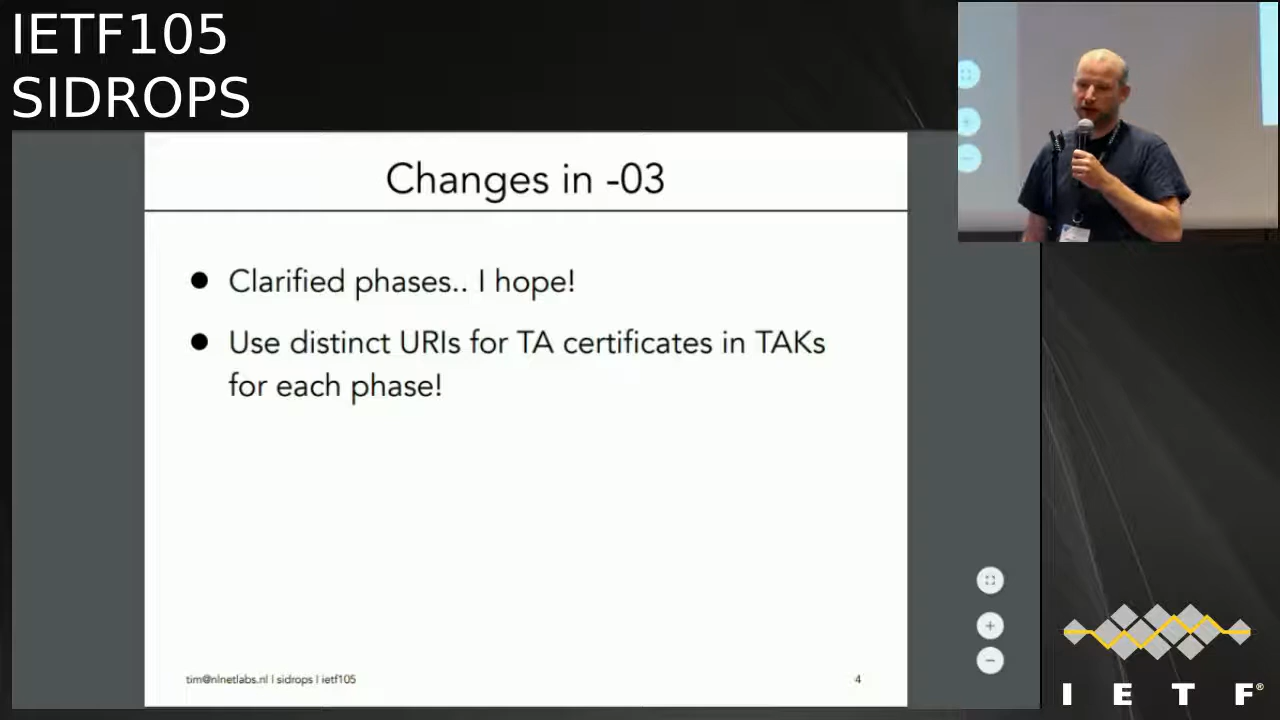 IETF105
SIDROPS
Changes in -03
● Clarified phases.. I hope!
● Use distinct URIs for TA certificates in TAKs
for each phase!
tim@nlnetlabs.nl | sidrops | ietf105
4
I E T F®